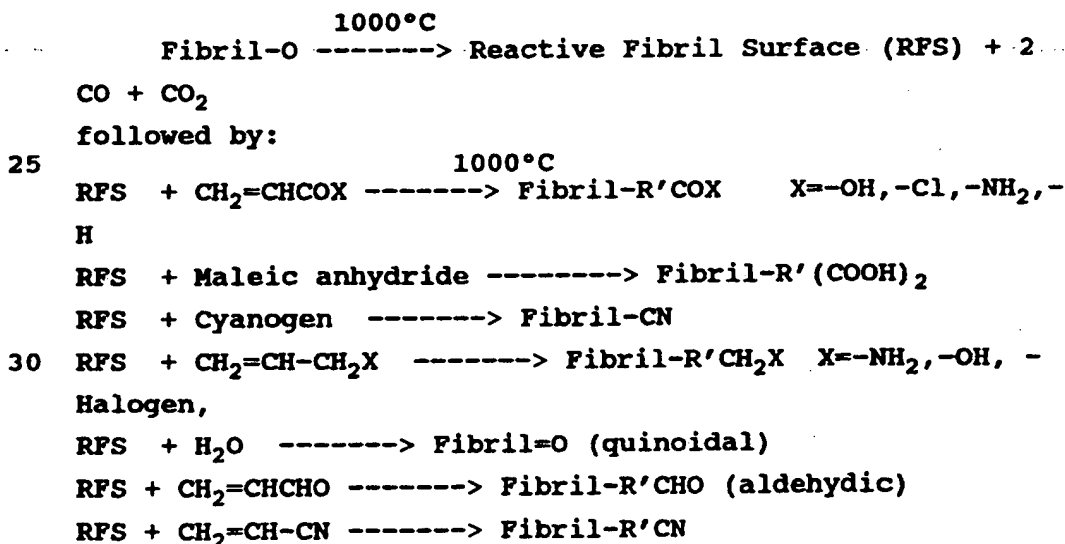 1000°C
Fibril-O -------> Reactive Fibril Surface (RFS) + 2
CO + CO₂
followed by:
25 1000°C
RFS + CH₂=CHCOX -------> Fibril-R'COX X=-OH,-Cl,-NH₂,-
H
RFS + Maleic anhydride --------> Fibril-R'(COOH)₂
RFS + Cyanogen -------> Fibril-CN
30 RFS + CH₂=CH-CH₂X -------> Fibril-R'CH₂X X=-NH₂,-OH, -
Halogen,
RFS + H₂O -------> Fibril=O (quinoidal)
RFS + CH₂=CHCHO -------> Fibril-R'CHO (aldehydic)
RFS + CH₂=CH-CN -------> Fibril-R'CN